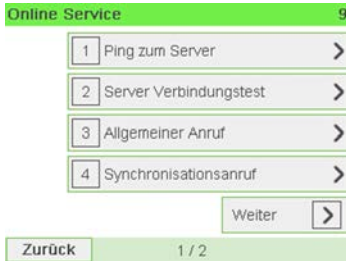 Online Service 9
1 Ping zum Server
2 Server Verbindungstest
3 Allgemeiner Anruf
4 Synchronisationsanruf
Weiter
Zurück 1 / 2